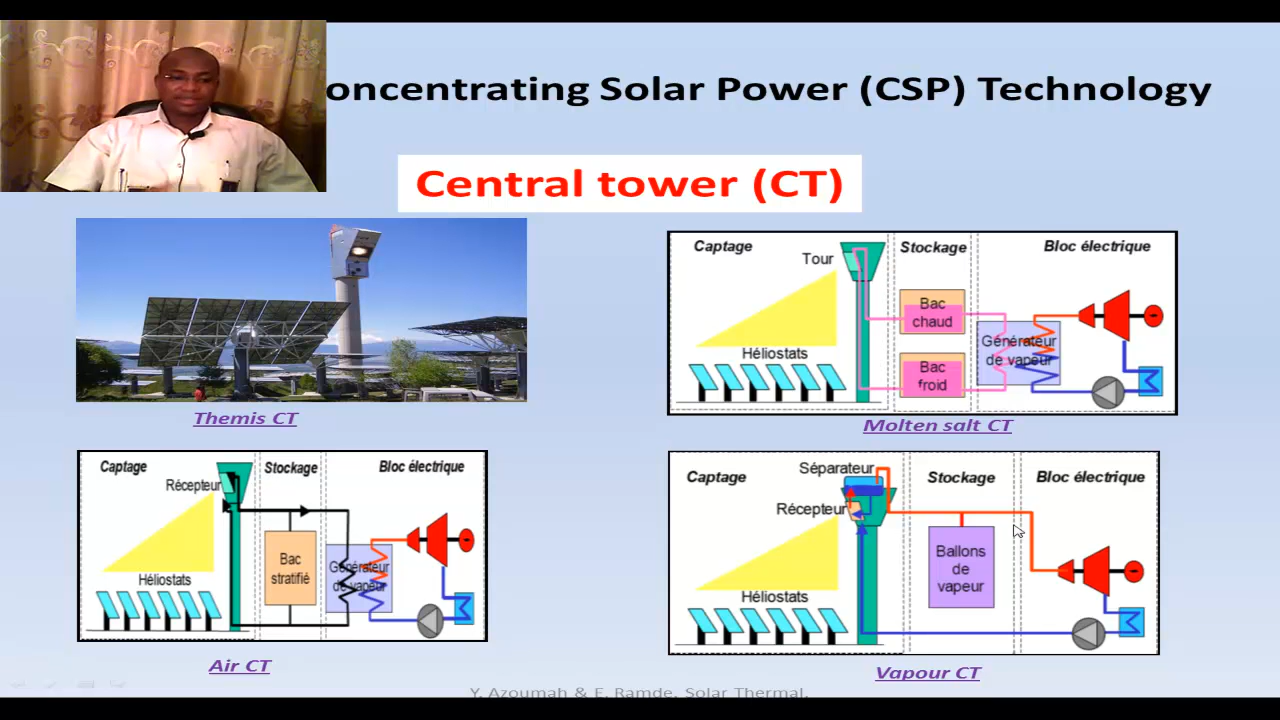 oncentrating Solar Power (CSP) Technology
Central tower (CT)
Themis CT
Captage
Stockage
Bloc électrique
Tour
Héliostats
Bac
chaud
Bac
froid
Générateur
de vapeur
Molten salt CT
Captage
Stockage
Bloc électrique
Récepteur
Héliostats
Bac
stratifié
Générateur
de vapeur
Air CT
Captage
Séparateur
Stockage
Bloc électrique
Récepteur
Héliostats
Ballons
de
vapeur
Vapour CT
Y. Azoumah & E. Ramde. Solar Thermal.